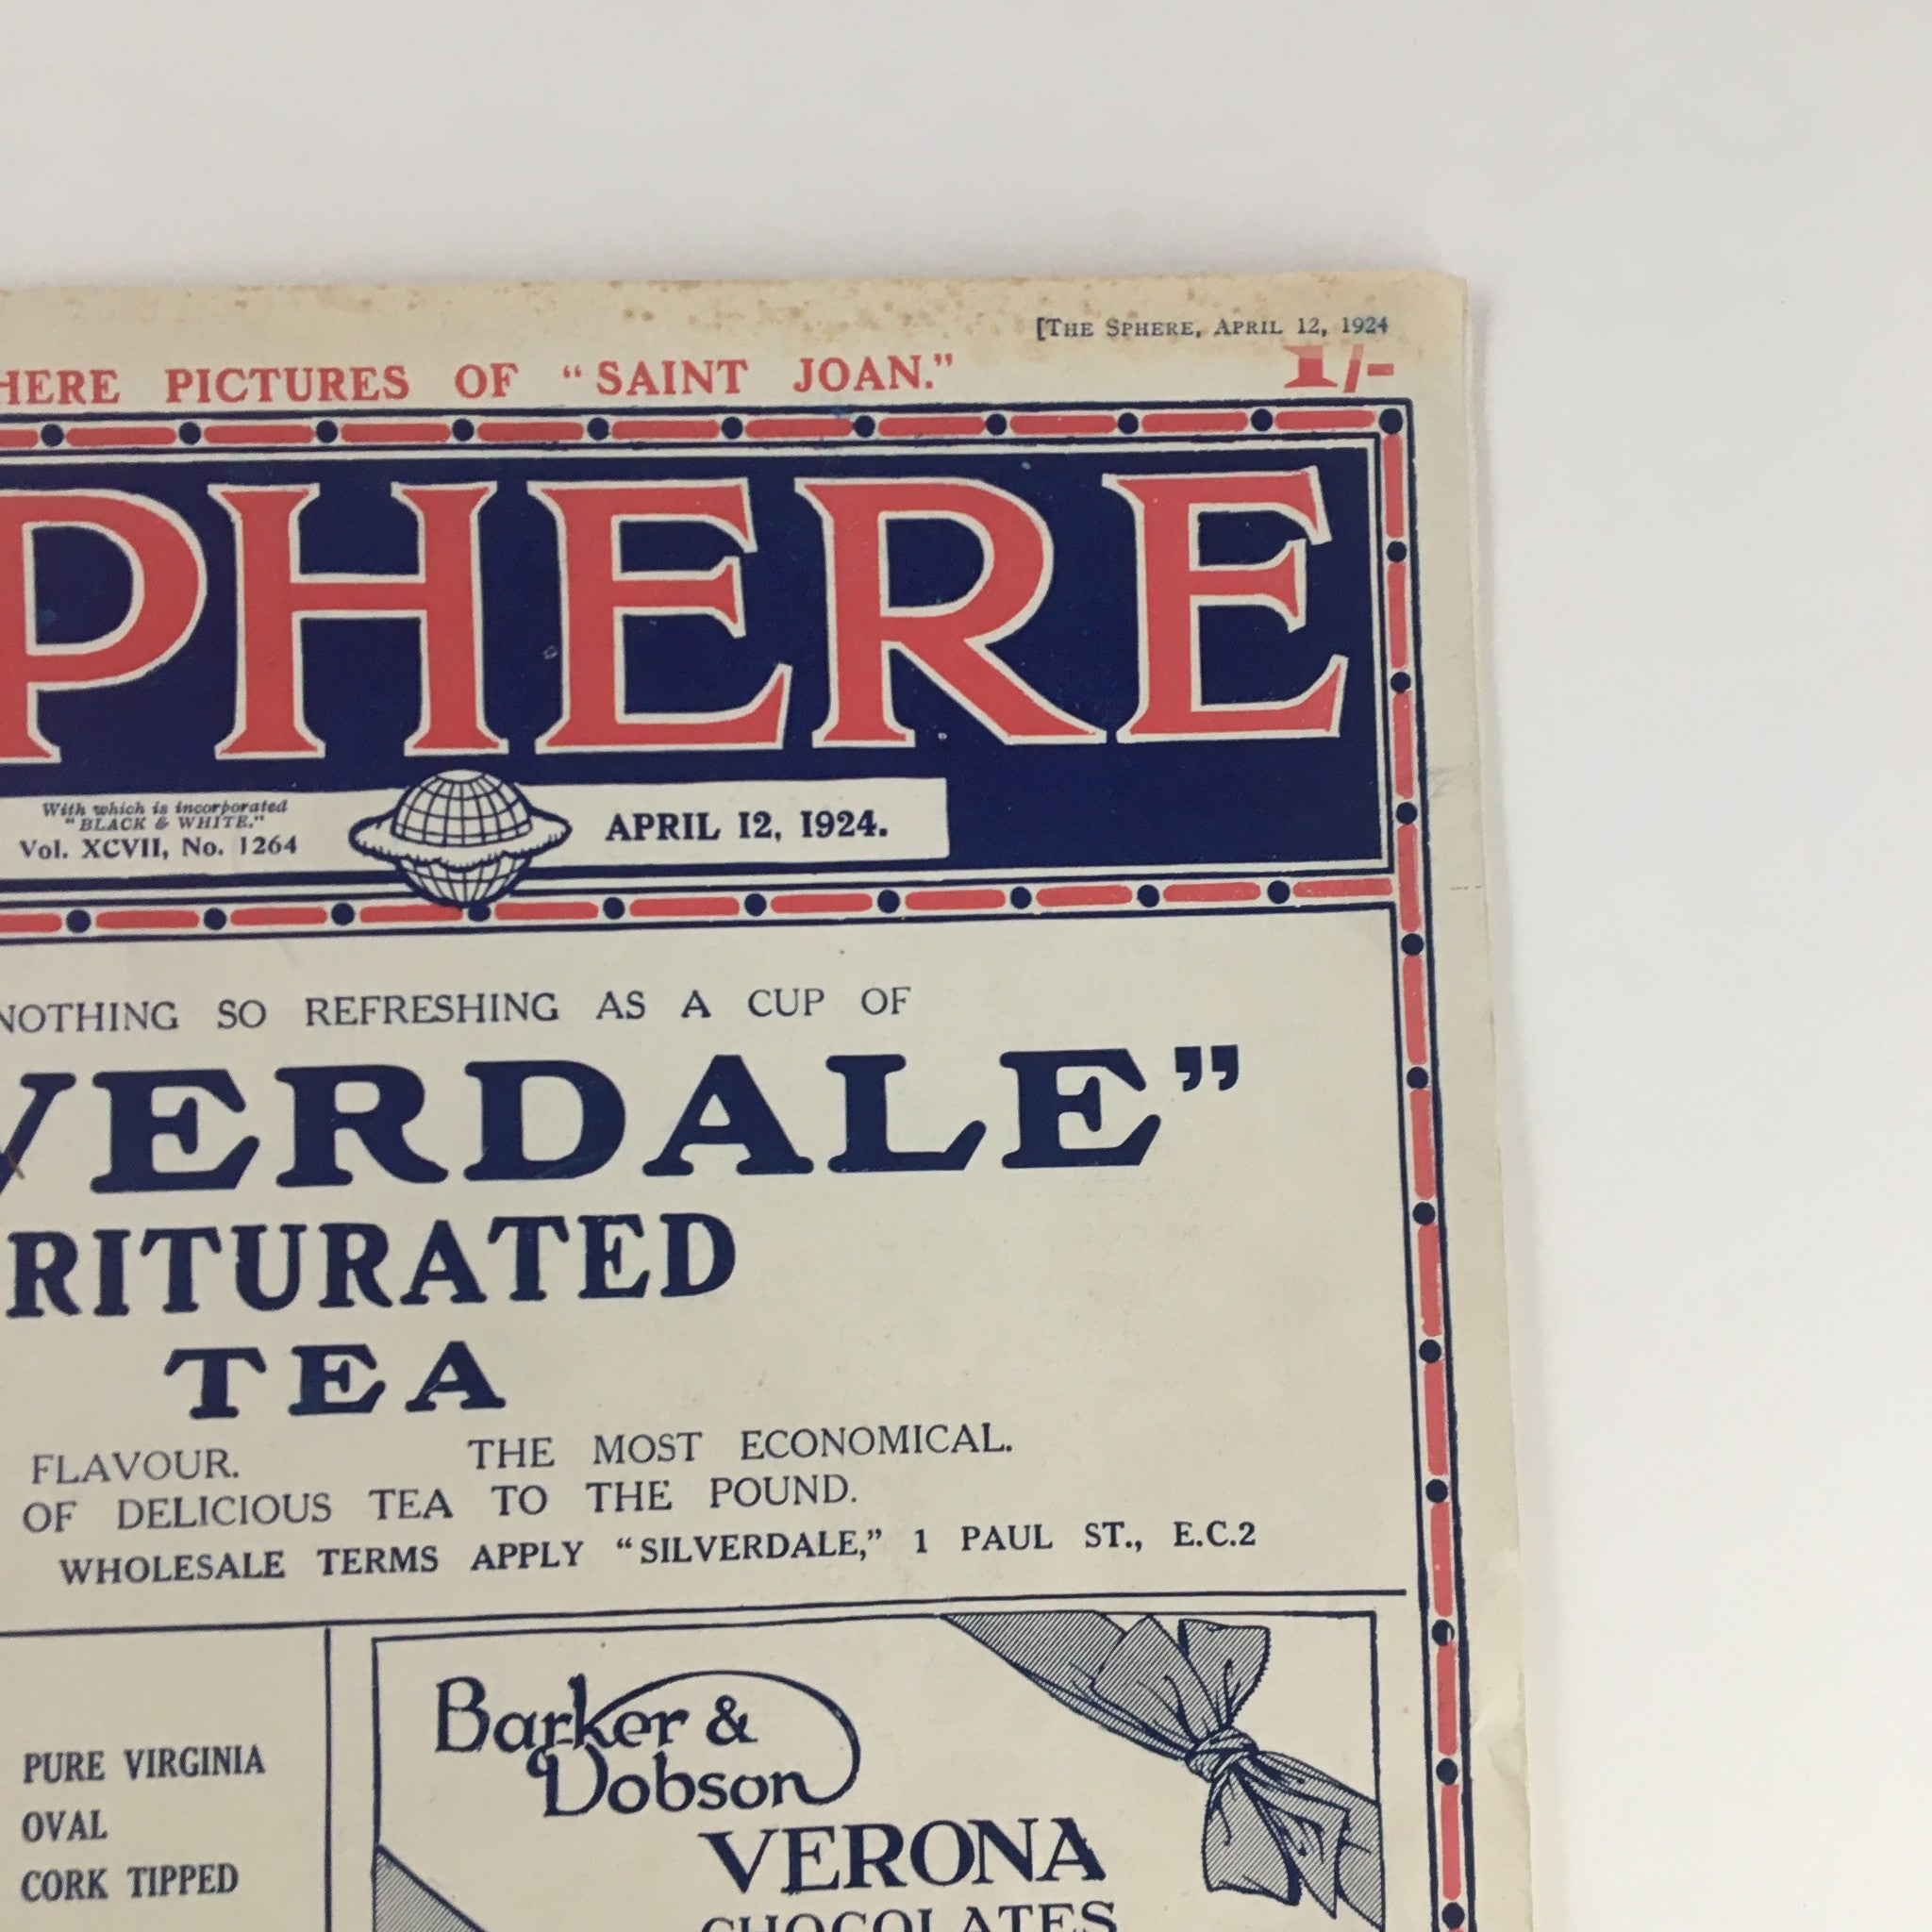 [THE SPHERE, APRIL 12, 1924
HERE PICTURES OF "SAINT JOAN."
1/-
PHERE
With which is incorporated
"BLACK & WHITE."
Vol. XCVII, No. 1264
APRIL 12, 1924.
NOTHING SO REFRESHING AS A CUP OF
VERDALE"
RITURATED
TEA
FLAVOUR. THE MOST ECONOMICAL.
OF DELICIOUS TEA TO THE POUND.
WHOLESALE TERMS APPLY "SILVERDALE," 1 PAUL ST., E.C.2
PURE VIRGINIA
OVAL
CORK TIPPED
Barker &
Dobson
VERONA
CHOCOLATES